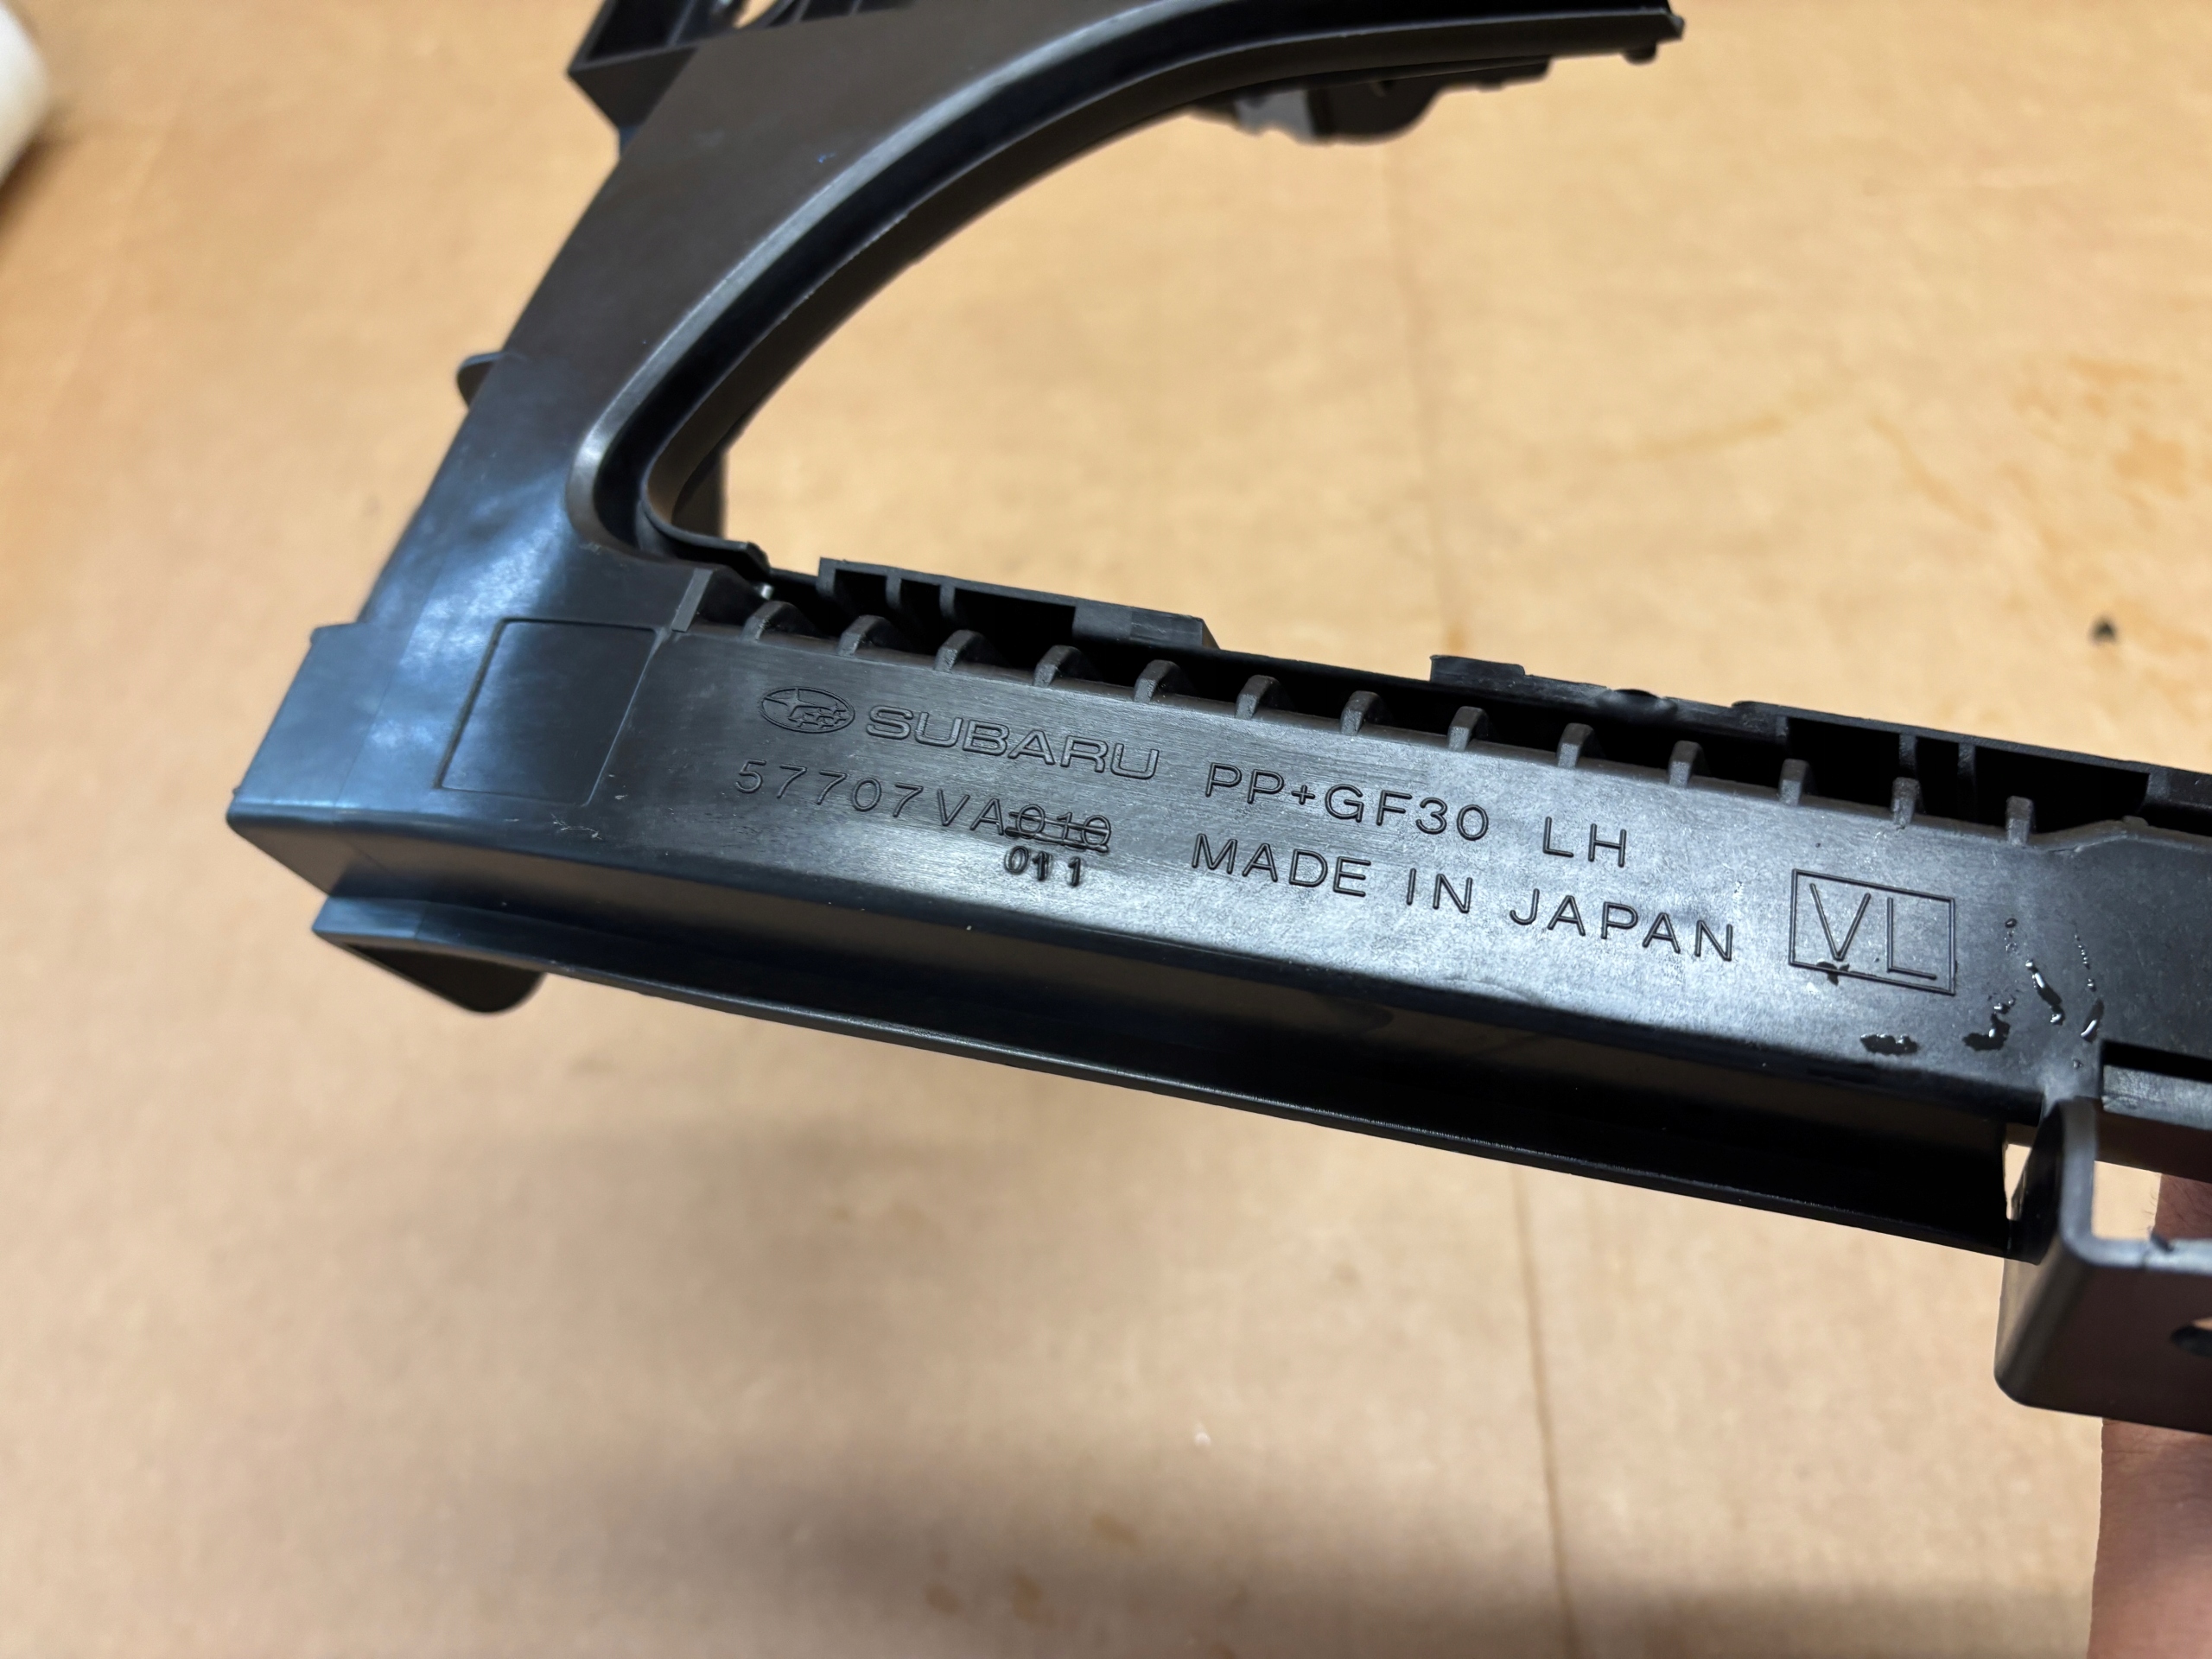 SUBARU PP+GF30 LH
57707VA010 MADE IN JAPAN VL
011